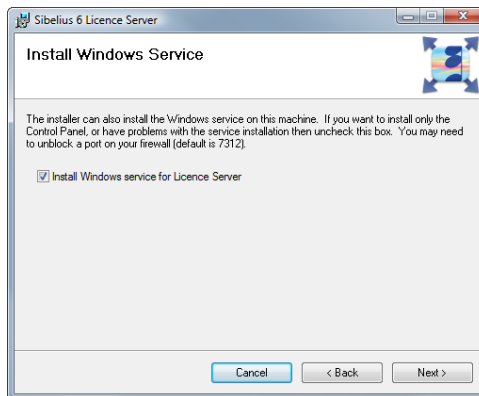 Sibelius 6 Licence Server
Install Windows Service
The installer can also install the Windows service on this machine. If you want to install only the
Control Panel, or have problems with the service installation then uncheck this box. You may need
to unblock a port on your firewall (default is 7312).
Install Windows service for Licence Server
Cancel
< Back
Next >